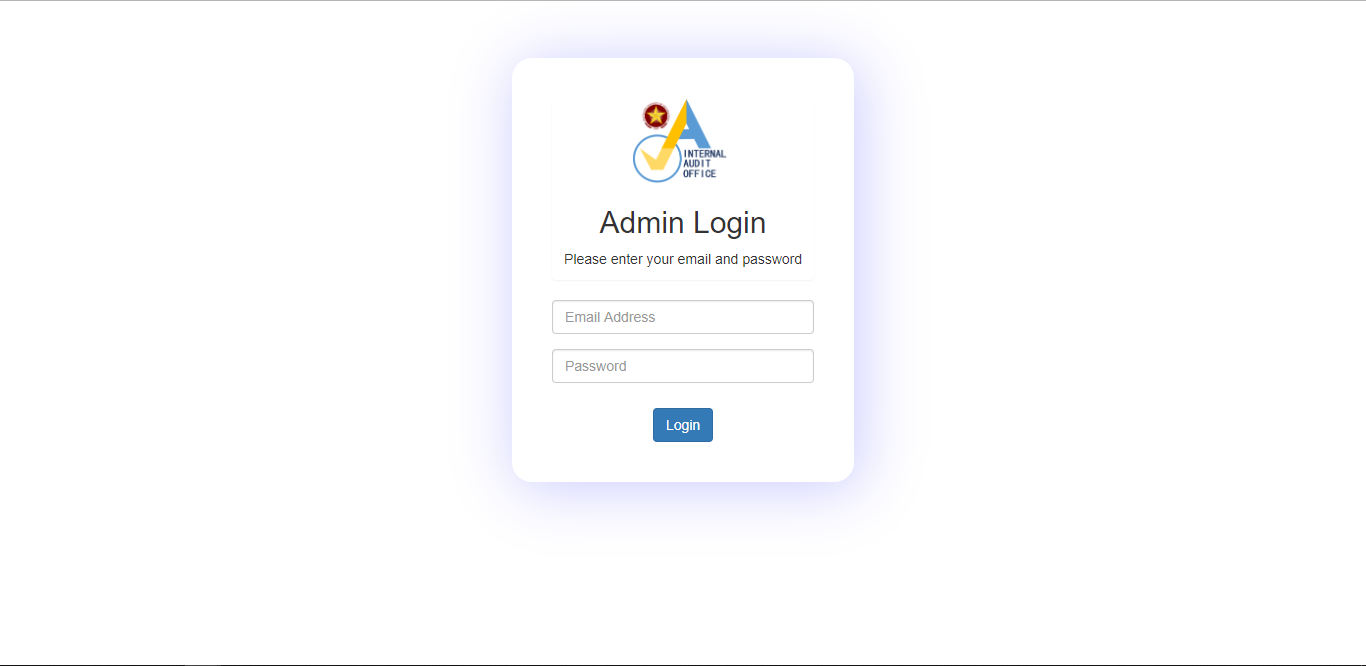 INTERNAL
AUDIT
OFFICE
Admin Login
Please enter your email and password
Email Address
Password
Login